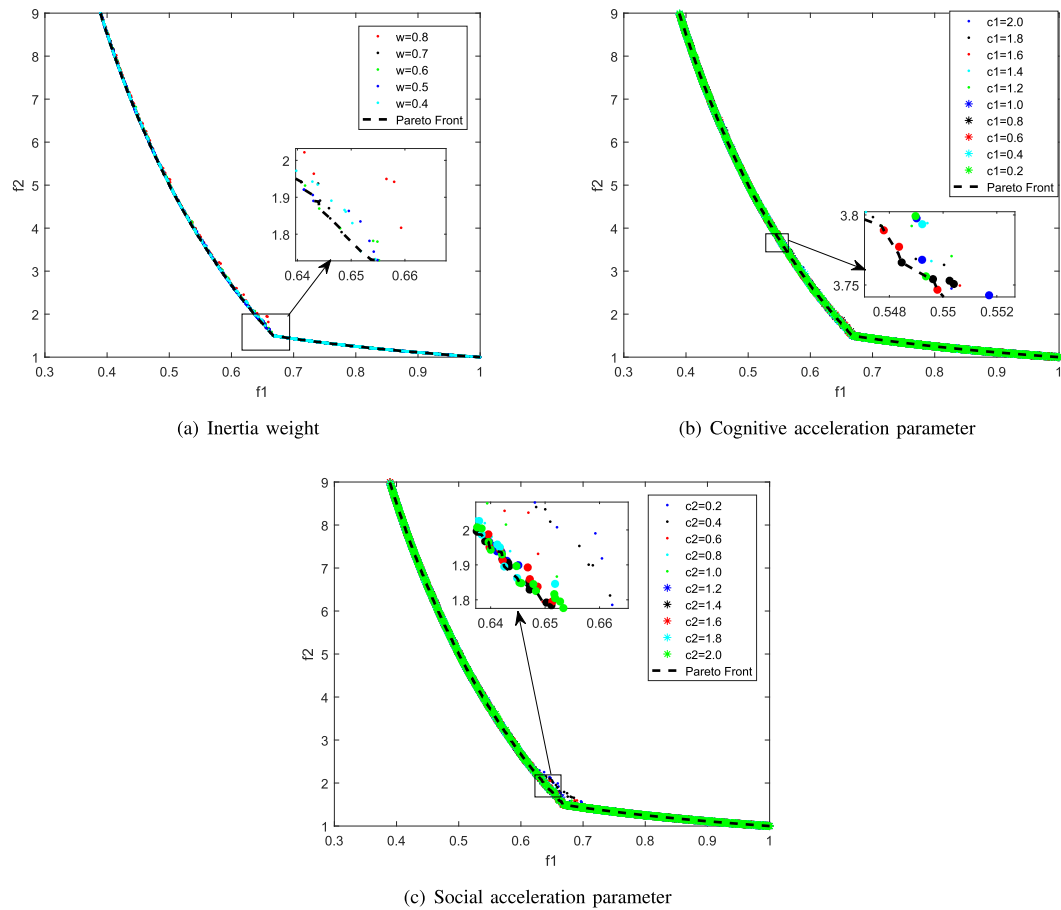 9
8
7
6
5
4
3
2
1
f2
0.3 0.4 0.5 0.6 0.7 0.8 0.9 1
f1
w=0.8
w=0.7
w=0.6
w=0.5
w=0.4
Pareto Front
2
1.9
1.8
0.64 0.65 0.66
(a) Inertia weight
9
8
7
6
5
4
3
2
1
f2
0.3 0.4 0.5 0.6 0.7 0.8 0.9 1
f1
c1=2.0
c1=1.8
c1=1.6
c1=1.4
c1=1.2
c1=1.0
c1=0.8
c1=0.6
c1=0.4
c1=0.2
Pareto Front
3.8
3.75
0.548 0.55 0.552
(b) Cognitive acceleration parameter
9
8
7
6
5
4
3
2
1
f2
0.3 0.4 0.5 0.6 0.7 0.8 0.9 1
f1
2
1.9
1.8
0.64 0.65 0.66
c2=0.2
c2=0.4
c2=0.6
c2=0.8
c2=1.0
c2=1.2
c2=1.4
c2=1.6
c2=1.8
c2=2.0
Pareto Front
(c) Social acceleration parameter